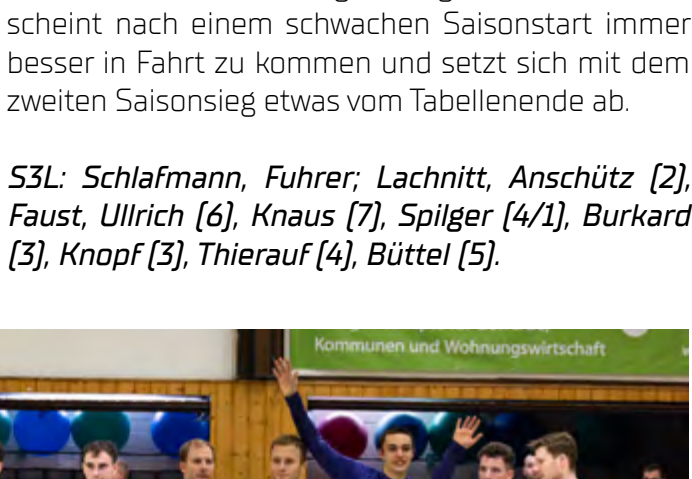 scheint nach einem schwachen Saisonstart immer
besser in Fahrt zu kommen und setzt sich mit dem
zweiten Saisonsieg etwas vom Tabellenende ab.
S3L: Schlafmann, Fuhrer; Lachnitt, Anschütz (2),
Faust, Ullrich (6), Knaus (7), Spilger (4/1), Burkard
(3), Knopf (3), Thierauf (4), Büttel (5).
Kommunen und Wohnungswirtschaft